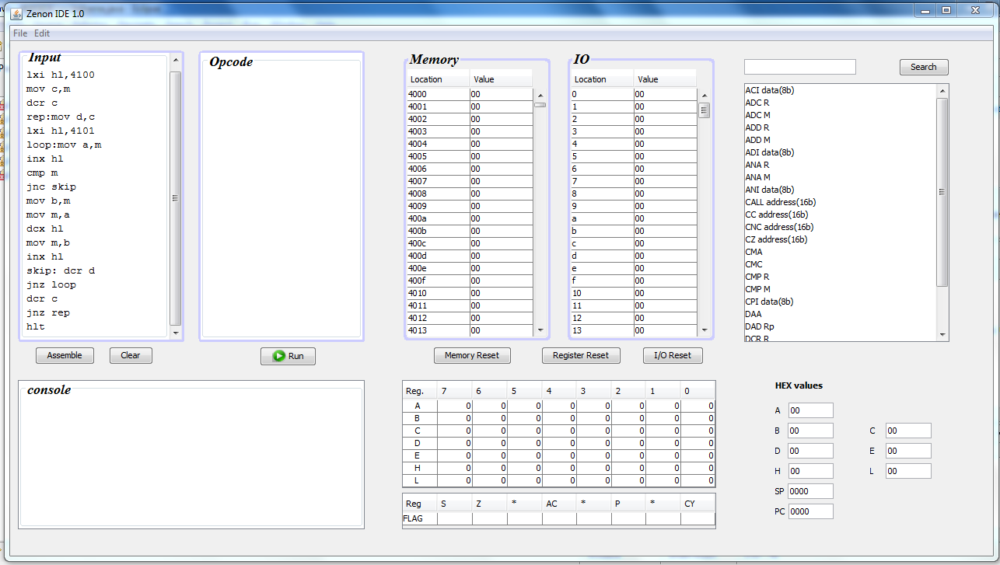 Zenon IDE 1.0
File Edit
Input
lxi hl,4100
mov c,m
dcr c
rep:mov d,c
lxi hl,4101
loop:mov a,m
inx hl
cmp m
jnc skip
mov b,m
mov m,a
dcx hl
mov m,b
inx hl
skip: dcr d
jnz loop
dcr c
jnz rep
hlt
Assemble Clear
Opcode
Run
Memory
Location Value
4000 00
4001 00
4002 00
4003 00
4004 00
4005 00
4006 00
4007 00
4008 00
4009 00
400a 00
400b 00
400c 00
400d 00
400e 00
400f 00
4010 00
4011 00
4012 00
4013 00
IO
Location Value
0 00
1 00
2 00
3 00
4 00
5 00
6 00
7 00
8 00
9 00
a 00
b 00
c 00
d 00
e 00
f 00
10 00
11 00
12 00
13 00
Memory Reset Register Reset I/O Reset
Search
ACI data(8b)
ADC R
ADC M
ADD R
ADD M
ADI data(8b)
ANA R
ANA M
ANI data(8b)
CALL address(16b)
CC address(16b)
CNC address(16b)
CZ address(16b)
CMA
CMC
CMP R
CMP M
CPI data(8b)
DAA
DAD Rp
DCR R
console
Reg. 7 6 5 4 3 2 1 0
A 0 0 0 0 0 0 0 0
B 0 0 0 0 0 0 0 0
C 0 0 0 0 0 0 0 0
D 0 0 0 0 0 0 0 0
E 0 0 0 0 0 0 0 0
H 0 0 0 0 0 0 0 0
L 0 0 0 0 0 0 0 0
Reg S Z * AC * P * CY
FLAG
HEX values
A 00
B 00 C 00
D 00 E 00
H 00 L 00
SP 0000
PC 0000